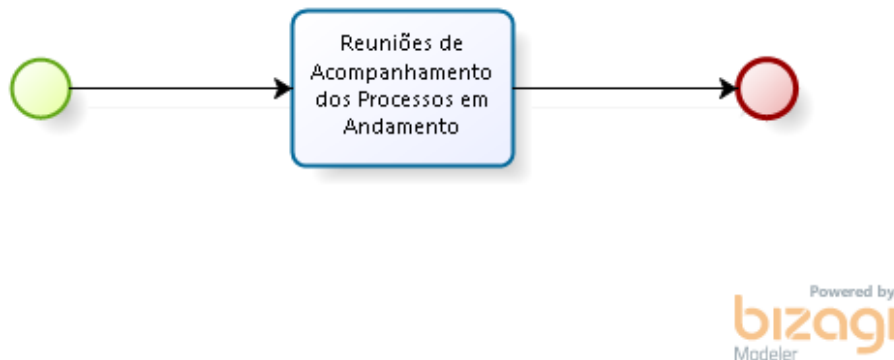 Reuniões de
Acompanhamento
dos Processos em
Andamento
Powered by
bizagi
Modeler